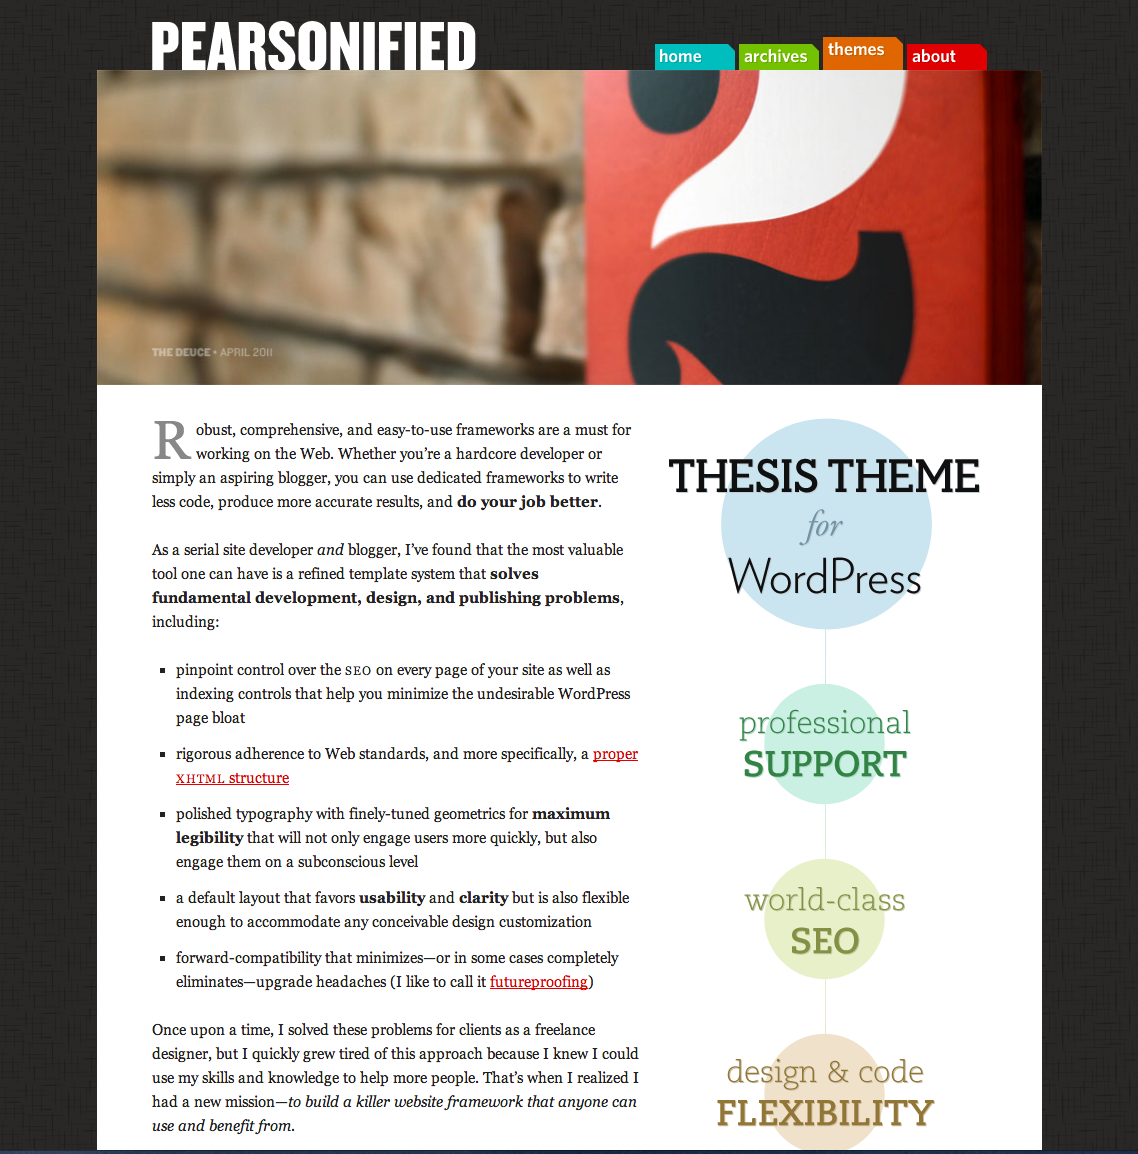 PEARSONIFIED
home
archives
themes
about
2
THE DEUCE • APRIL 2011
Robust, comprehensive, and easy-to-use frameworks are a must for
working on the Web. Whether you’re a hardcore developer or
simply an aspiring blogger, you can use dedicated frameworks to write
less code, produce more accurate results, and do your job better.
As a serial site developer and blogger, I’ve found that the most valuable
tool one can have is a refined template system that solves
fundamental development, design, and publishing problems,
including:
▪ pinpoint control over the SEO on every page of your site as well as
indexing controls that help you minimize the undesirable WordPress
page bloat
▪ rigorous adherence to Web standards, and more specifically, a proper
XHTML structure
▪ polished typography with finely-tuned geometrics for maximum
legibility that will not only engage users more quickly, but also
engage them on a subconscious level
▪ a default layout that favors usability and clarity but is also flexible
enough to accommodate any conceivable design customization
▪ forward-compatibility that minimizes—or in some cases completely
eliminates—upgrade headaches (I like to call it futureproofing)
Once upon a time, I solved these problems for clients as a freelance
designer, but I quickly grew tired of this approach because I knew I could
use my skills and knowledge to help more people. That’s when I realized I
had a new mission—to build a killer website framework that anyone can
use and benefit from.
THESIS THEME
for
WordPress
professional
SUPPORT
world-class
SEO
design & code
FLEXIBILITY